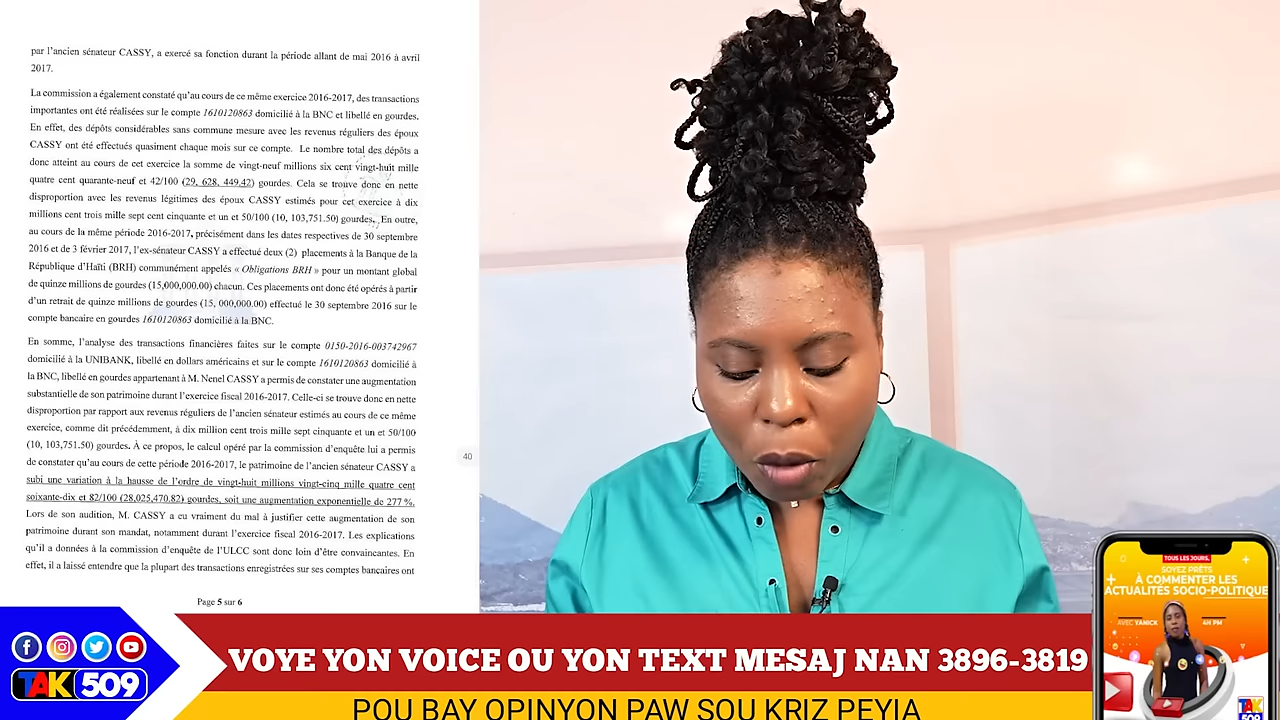 par l'ancien sénateur CASSY, a exercé sa fonction durant la période allant de mai 2016 à avril
2017.
La commission a également constaté qu'au cours de ce même exercice 2016-2017, des transactions
importantes ont été réalisées sur le compte 1610120863 domicilié à la BNC et libellé en gourdes.
En effet, des dépôts considérables sans commune mesure avec les revenus réguliers des époux
CASSY ont été effectués quasiment chaque mois sur ce compte. Le nombre total des dépôts a
donc atteint au cours de cet exercice la somme de vingt-neuf millions six cent vingt-huit mille
quatre cent quarante-neuf et 42/100 (29, 628, 449.42) gourdes. Cela se trouve donc en nette
disproportion avec les revenus légitimes des époux CASSY estimés pour cet exercice à dix
millions cent trois mille sept cent cinquante et un et 50/100 (10, 103,751.50) gourdes. En outre,
au cours de la même période 2016-2017, précisément dans les dates respectives de 30 septembre
2016 et de 3 février 2017, l'ex-sénateur CASSY a effectué deux (2) placements à la Banque de la
République d'Haïti (BRH) communément appelés « Obligations BRH » pour un montant global
de quinze millions de gourdes (15,000,000.00) chacun. Ces placements ont donc été opérés à partir
d'un retrait de quinze millions de gourdes (15, 000,000.00) effectué le 30 septembre 2016 sur le
compte bancaire en gourdes 1610120863 domicilié à la BNC.
En somme, l'analyse des transactions financières faites sur le compte 0150-2016-003742967
domicilié à la UNIBANK, libellé en dollars américains et sur le compte 1610120863 domicilié à
la BNC, libellé en gourdes appartenant à M. Nenel CASSY a permis de constater une augmentation
substantielle de son patrimoine durant l'exercice fiscal 2016-2017. Celle-ci se trouve donc en nette
disproportion par rapport aux revenus réguliers de l'ancien sénateur estimés au cours de ce même
exercice, comme dit précédemment, à dix million cent trois mille sept cinquante et un et 50/100
(10, 103,751.50) gourdes. À ce propos, le calcul opéré par la commission d'enquête lui a permis
de constater qu'au cours de cette période 2016-2017, le patrimoine de l'ancien sénateur CASSY a
subi une variation à la hausse de l'ordre de vingt-huit millions vingt-cinq mille quatre cent
soixante-dix et 82/100 (28,025,470.82) gourdes, soit une augmentation exponentielle de 277 %.
Lors de son audition, M. CASSY a eu vraiment du mal à justifier cette augmentation de son
patrimoine durant son mandat, notamment durant l'exercice fiscal 2016-2017. Les explications
qu'il a données à la commission d'enquête de l'ULCC sont donc loin d'être convaincantes. En
effet, il a laissé entendre que la plupart des transactions enregistrées sur ses comptes bancaires ont
Page 5 sur 6
40
TAK 509
VOYE YON VOICE OU YON TEXT MESAJ NAN 3896-3819
POU BAY OPINYON PAW SOU KRIZ PEYIA
TOUS LES JOURS,
SOYEZ PRÊTS
À COMMENTER LES
ACTUALITÉS SOCIO-POLITIQUE
AVEC YANICK
4H PM
TAK
509